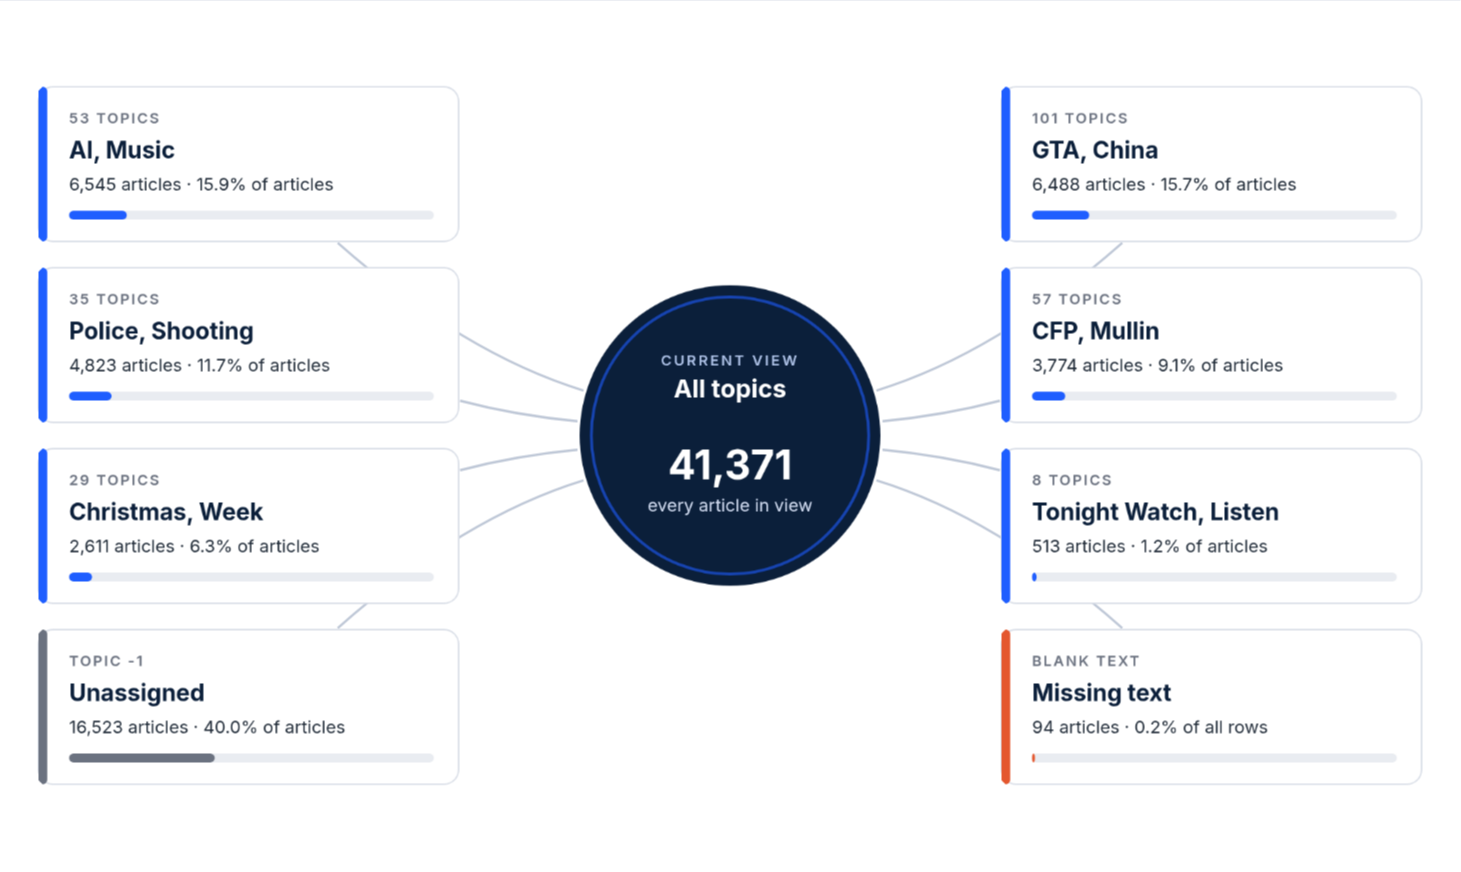 53 TOPICS
AI, Music
6,545 articles · 15.9% of articles
35 TOPICS
Police, Shooting
4,823 articles · 11.7% of articles
29 TOPICS
Christmas, Week
2,611 articles · 6.3% of articles
TOPIC -1
Unassigned
16,523 articles · 40.0% of articles
CURRENT VIEW
All topics
41,371
every article in view
101 TOPICS
GTA, China
6,488 articles · 15.7% of articles
57 TOPICS
CFP, Mullin
3,774 articles · 9.1% of articles
8 TOPICS
Tonight Watch, Listen
513 articles · 1.2% of articles
BLANK TEXT
Missing text
94 articles · 0.2% of all rows